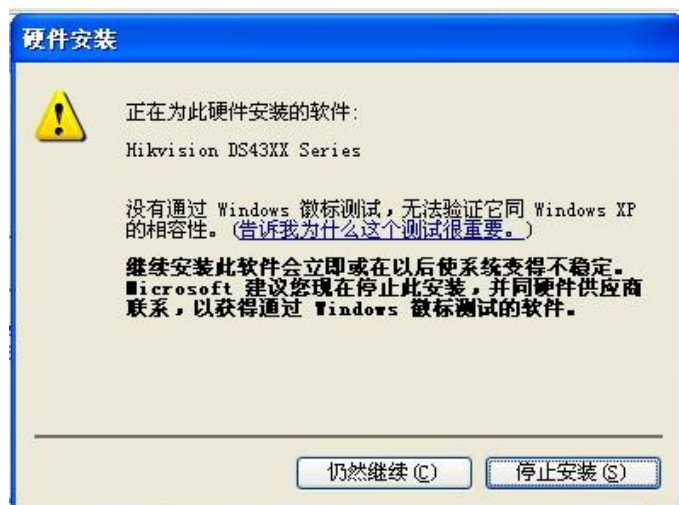 硬件安装
正在为此硬件安装的软件:
Hikvision DS43XX Series
没有通过 Windows 徽标测试，无法验证它同 Windows XP
的相容性。(告诉我为什么这个测试很重要。)
继续安装此软件会立即或在以后使系统变得不稳定。
Microsoft 建议您现在停止此安装，并同硬件供应商
联系，以获得通过 Windows 徽标测试的软件。
仍然继续(C)
停止安装(S)